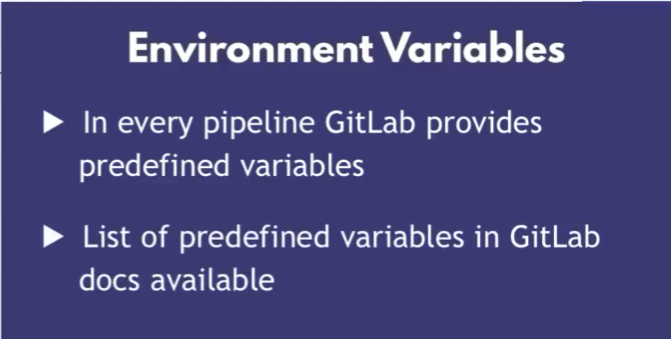 Environment Variables
▶ In every pipeline GitLab provides
predefined variables
▶ List of predefined variables in GitLab
docs available